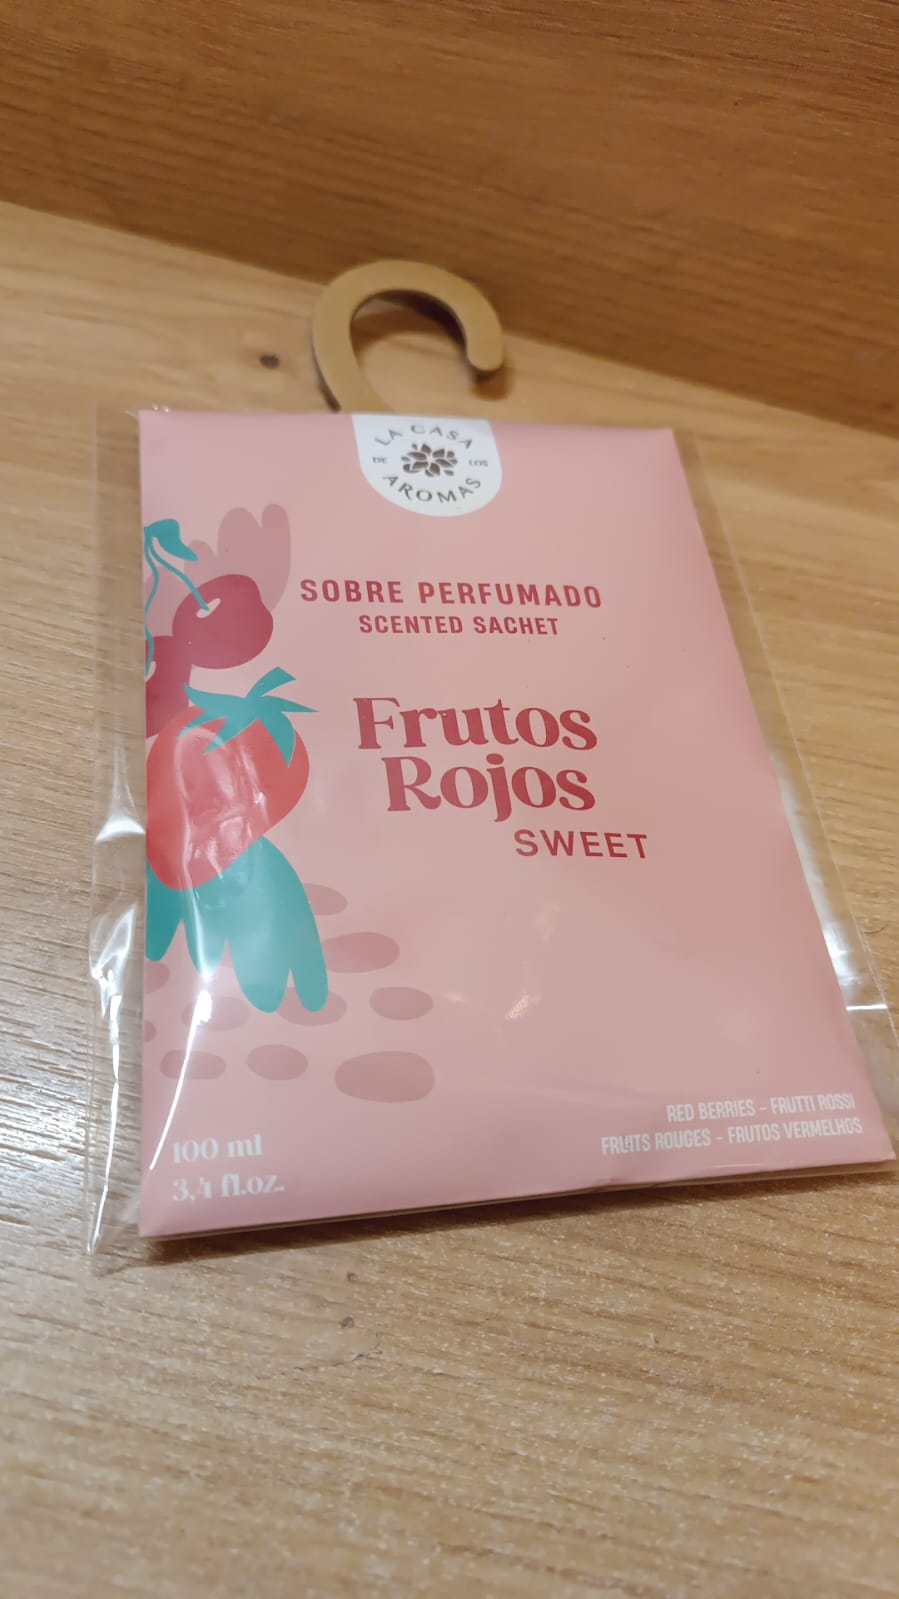 LA CASA
DE LOS
AROMAS
SOBRE PERFUMADO
SCENTED SACHET
Frutos
Rojos
SWEET
RED BERRIES - FRUTTI ROSSI
FRUITS ROUGES - FRUTOS VERMELHOS
100 ml
3,4 fl.oz.